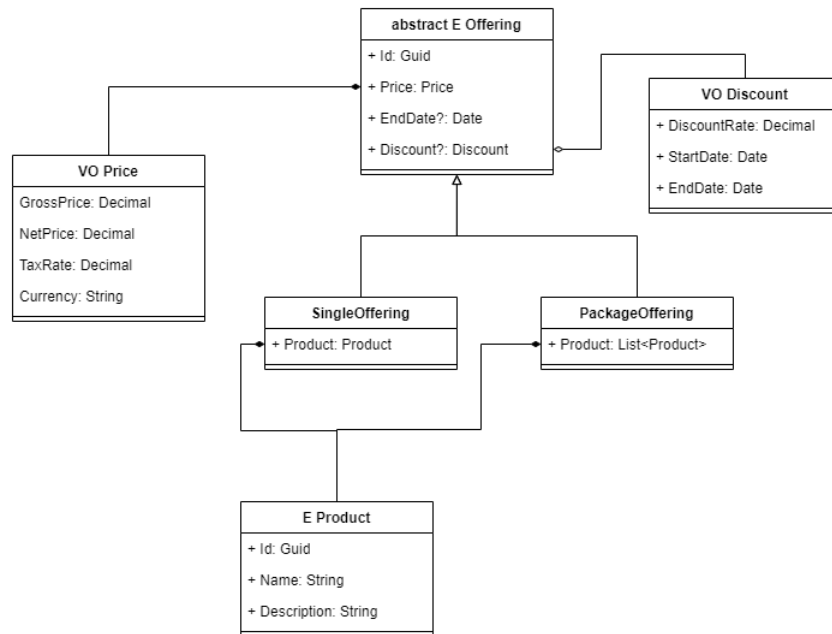 abstract E Offering
+ Id: Guid
+ Price: Price
+ EndDate?: Date
+ Discount?: Discount
VO Discount
+ DiscountRate: Decimal
+ StartDate: Date
+ EndDate: Date
VO Price
GrossPrice: Decimal
NetPrice: Decimal
TaxRate: Decimal
Currency: String
SingleOffering
+ Product: Product
PackageOffering
+ Product: List<Product>
E Product
+ Id: Guid
+ Name: String
+ Description: String